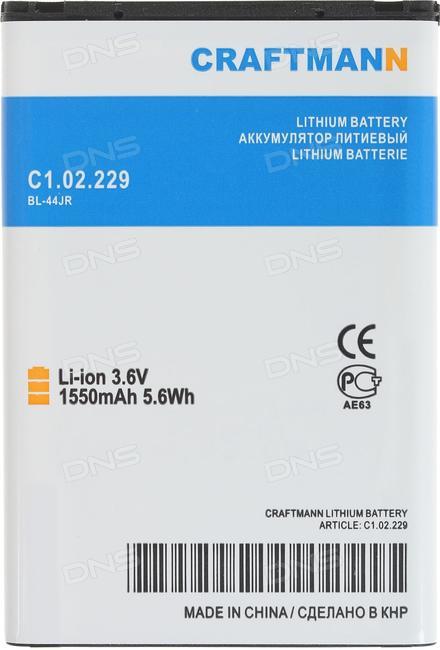 CRAFTMANN
LITHIUM BATTERY
АККУМУЛЯТОР ЛИТИЕВЫЙ
LITHIUM BATTERIE
C1.02.229
BL-44JR
CE
Li-ion 3.6V
1550mAh 5.6Wh
АЕ63
CRAFTMANN LITHIUM BATTERY
ARTICLE: C1.02.229
MADE IN CHINA / СДЕЛАНО В КНР
DNS